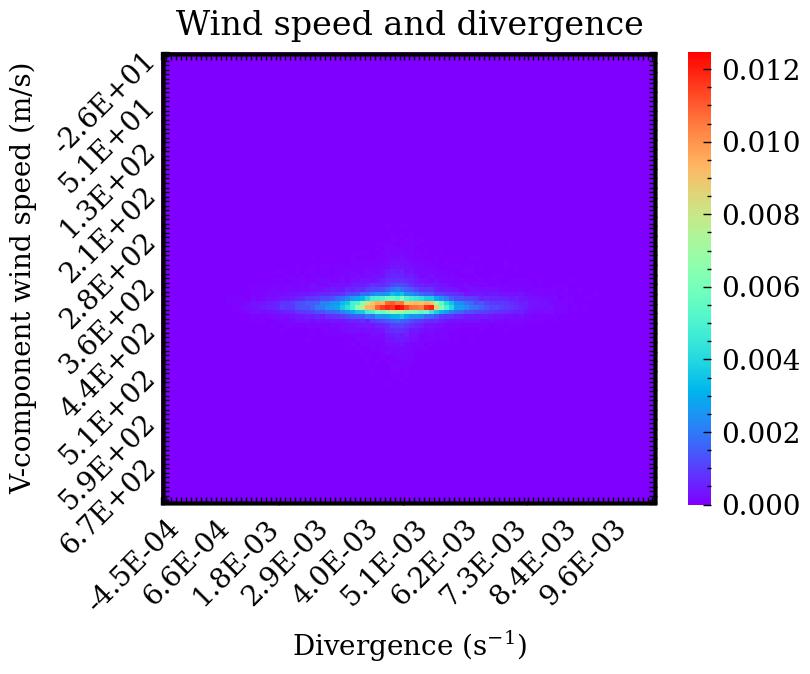 Wind speed and divergence
V-component wind speed (m/s)
-2.6E+01
5.1E+01
1.3E+02
2.1E+02
2.8E+02
3.6E+02
4.4E+02
5.1E+02
5.9E+02
6.7E+02
-4.5E-04
6.6E-04
1.8E-03
2.9E-03
4.0E-03
5.1E-03
6.2E-03
7.3E-03
8.4E-03
9.6E-03
Divergence (s⁻¹)
0.012
0.010
0.008
0.006
0.004
0.002
0.000